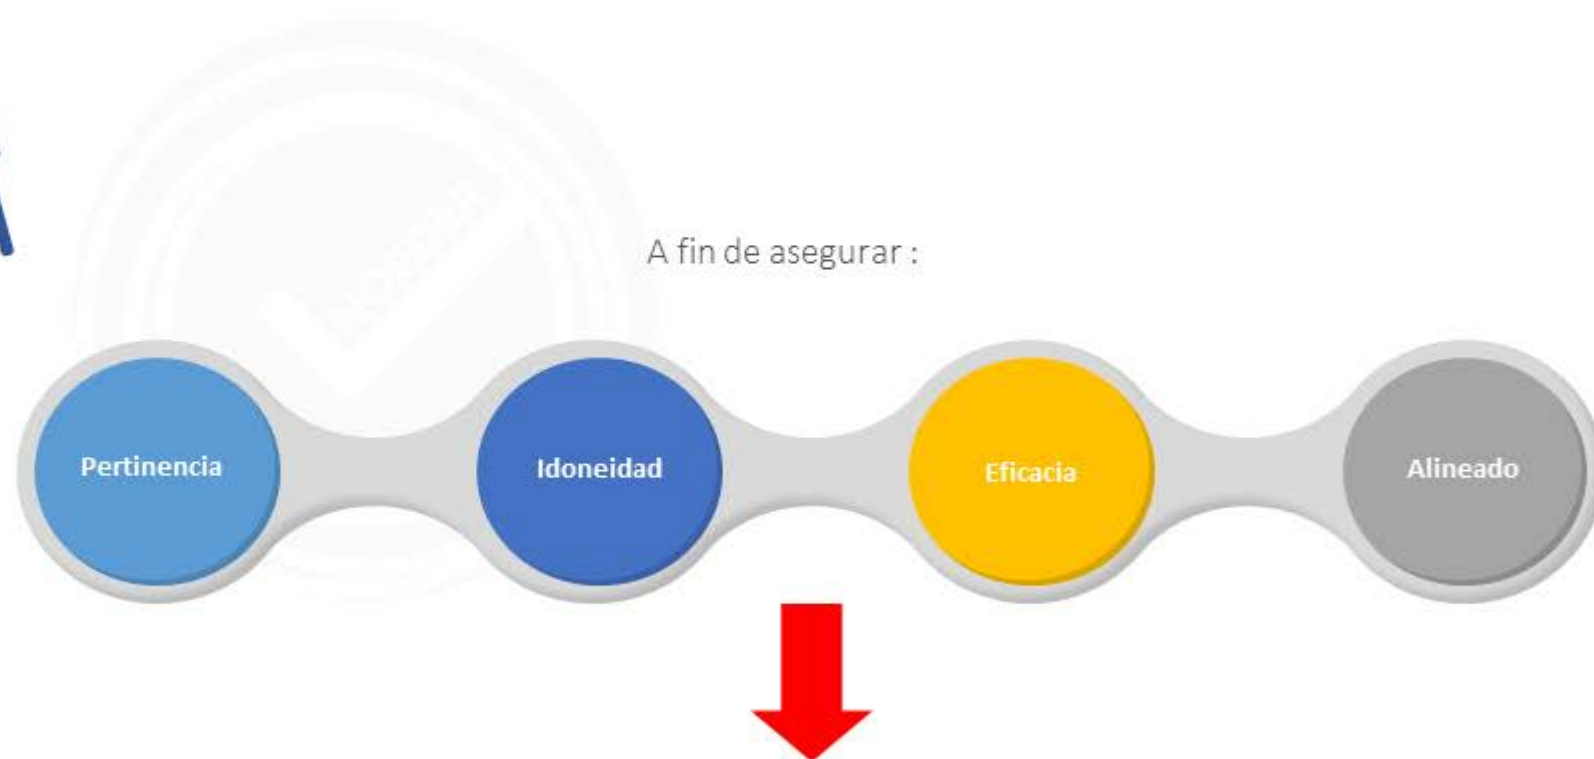 A fin de asegurar :
Pertinencia
Idoneidad
Eficacia
Alineado